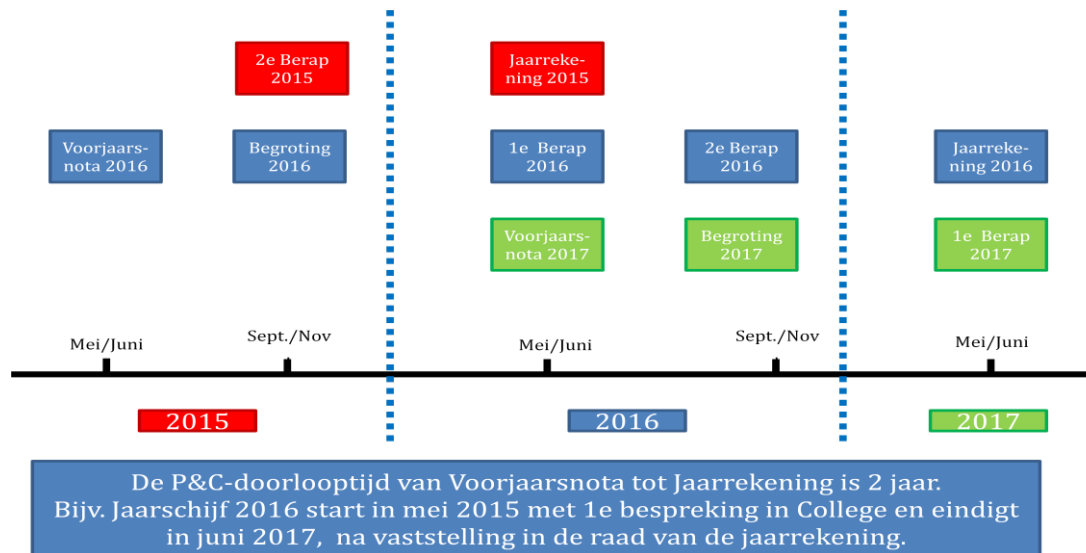 2e Berap
2015
Jaarreke-
ning 2015
Voorjaars-
nota 2016
Begroting
2016
1e Berap
2016
2e Berap
2016
Jaarreke-
ning 2016
Voorjaars-
nota 2017
Begroting
2017
1e Berap
2017
Mei/Juni
Sept./Nov
Mei/Juni
Sept./Nov
Mei/Juni
2015
2016
2017
De P&C-doorlooptijd van Voorjaarsnota tot Jaarrekening is 2 jaar.
Bijv. Jaarschijf 2016 start in mei 2015 met 1e bespreking in College en eindigt
in juni 2017, na vaststelling in de raad van de jaarrekening.